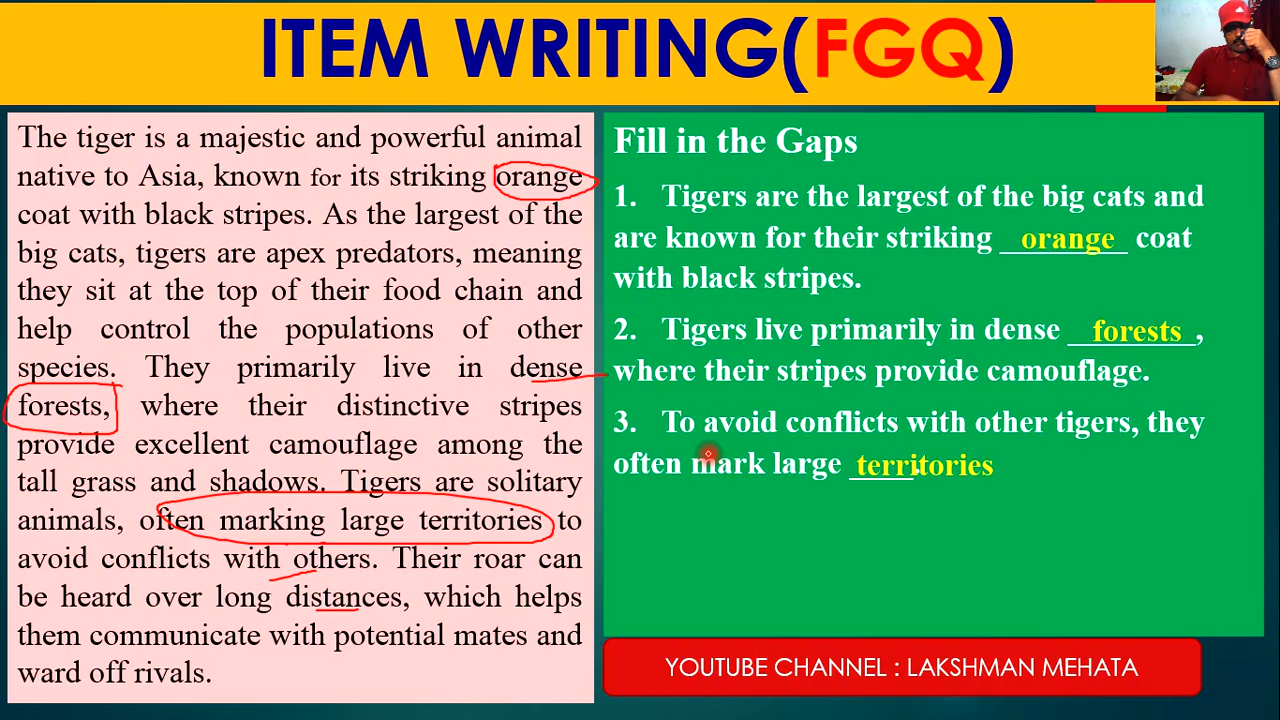 ITEM WRITING(FGQ)
The tiger is a majestic and powerful animal
native to Asia, known for its striking orange
coat with black stripes. As the largest of the
big cats, tigers are apex predators, meaning
they sit at the top of their food chain and
help control the populations of other
species. They primarily live in dense
forests, where their distinctive stripes
provide excellent camouflage among the
tall grass and shadows. Tigers are solitary
animals, often marking large territories to
avoid conflicts with others. Their roar can
be heard over long distances, which helps
them communicate with potential mates and
ward off rivals.
Fill in the Gaps
1. Tigers are the largest of the big cats and
are known for their striking orange coat
with black stripes.
2. Tigers live primarily in dense forests,
where their stripes provide camouflage.
3. To avoid conflicts with other tigers, they
often mark large territories.
YOUTUBE CHANNEL : LAKSHMAN MEHATA